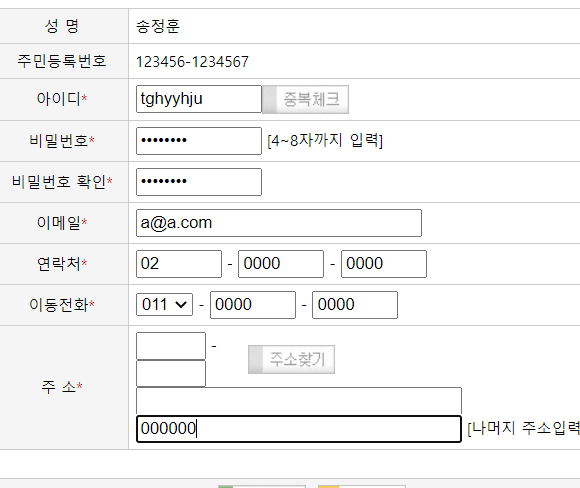 성 명 송정훈
주민등록번호 123456-1234567
아이디* tghyyhju 중복체크
비밀번호* •••••••• [4~8자까지 입력]
비밀번호 확인* ••••••••
이메일* a@a.com
연락처* 02 - 0000 - 0000
이동전화* 011 - 0000 - 0000
주 소* - 주소찾기
000000 [나머지 주소입력